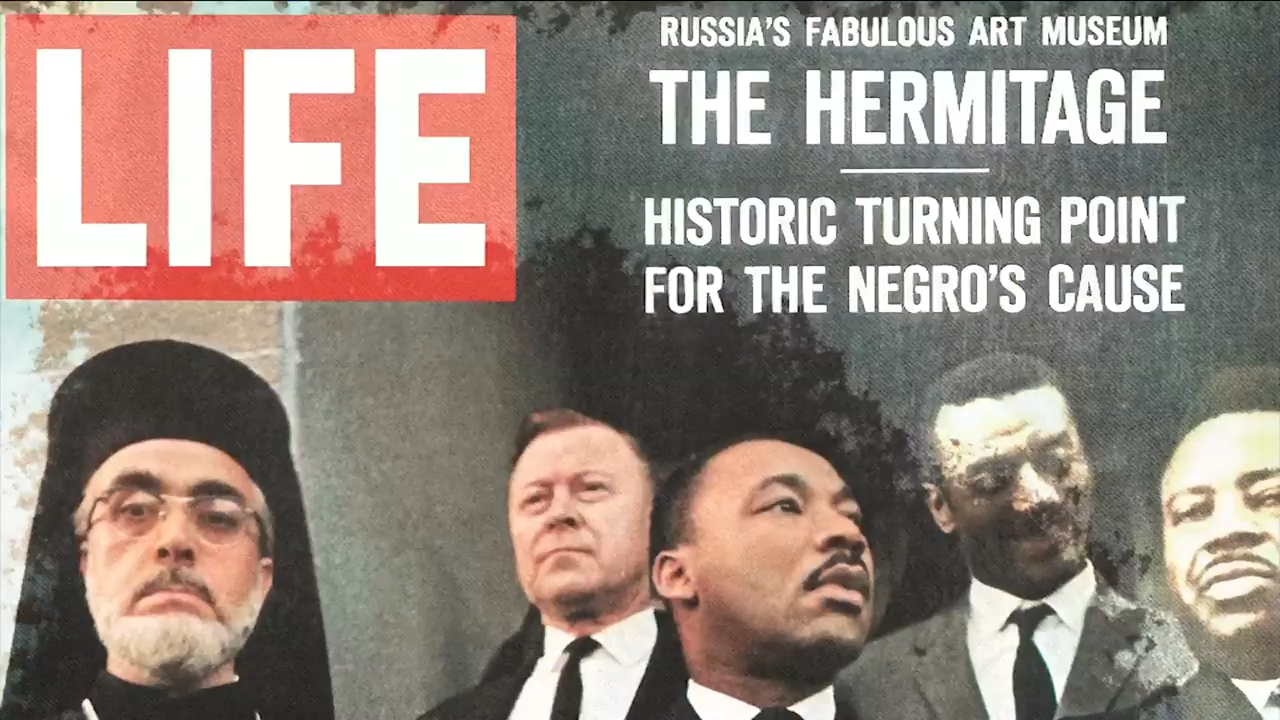 LIFE
RUSSIA'S FABULOUS ART MUSEUM
THE HERMITAGE
HISTORIC TURNING POINT
FOR THE NEGRO'S CAUSE